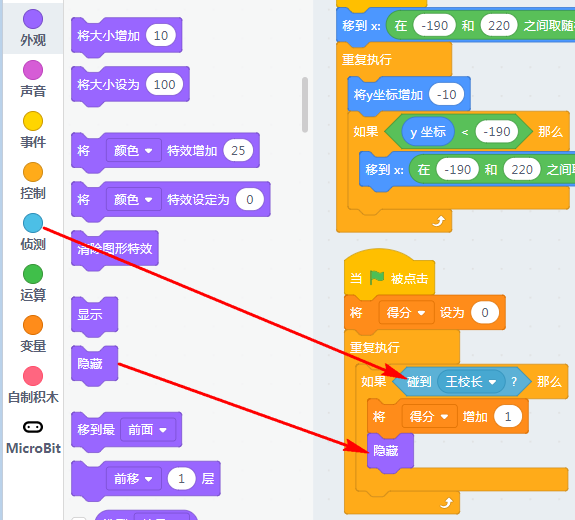 外观
声音
事件
控制
侦测
运算
变量
自制积木
MicroBit
将大小增加 10
将大小设为 100
将 颜色 特效增加 25
将 颜色 特效设定为 0
清除图形特效
显示
隐藏
移到最 前面
前移 1 层
移到 x: 在 -190 和 220 之间取随
重复执行
将y坐标增加 -10
如果 y 坐标 < -190 那么
移到 x: 在 -190 和 220 之间取
当 被点击
将 得分 设为 0
重复执行
如果 碰到 王校长 ? 那么
将 得分 增加 1
隐藏